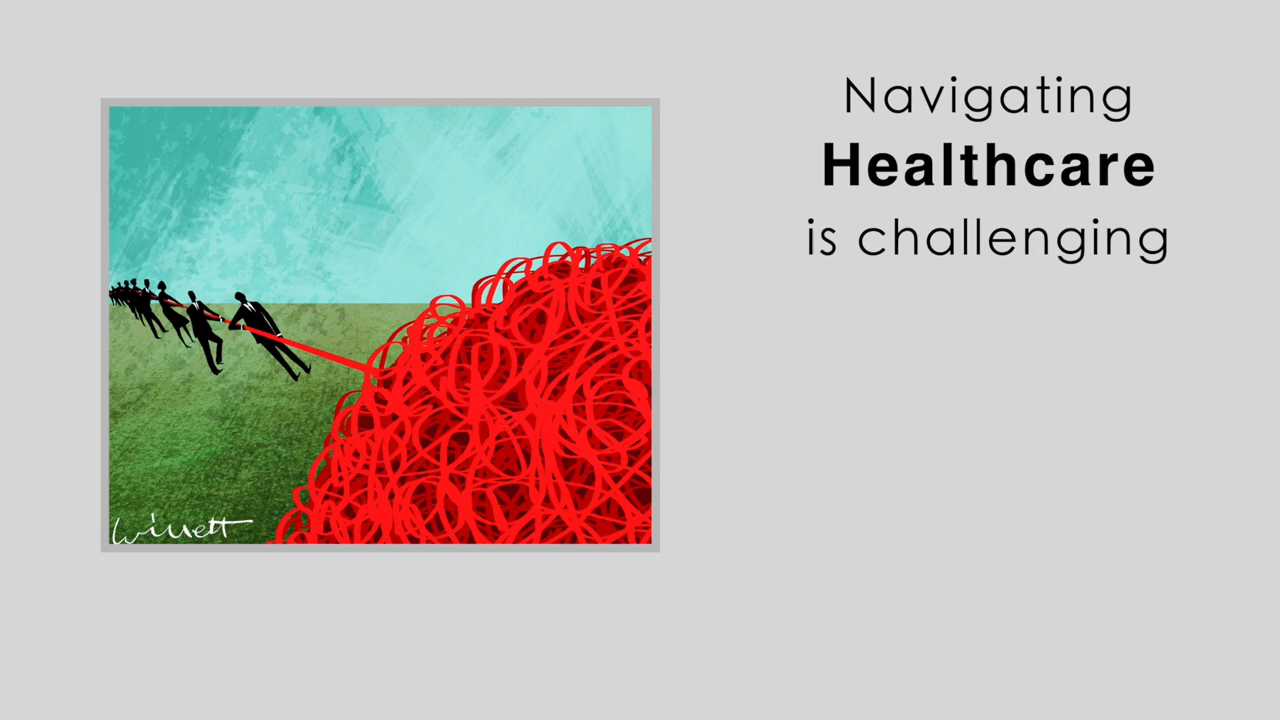 Navigating
Healthcare
is challenging
Willett